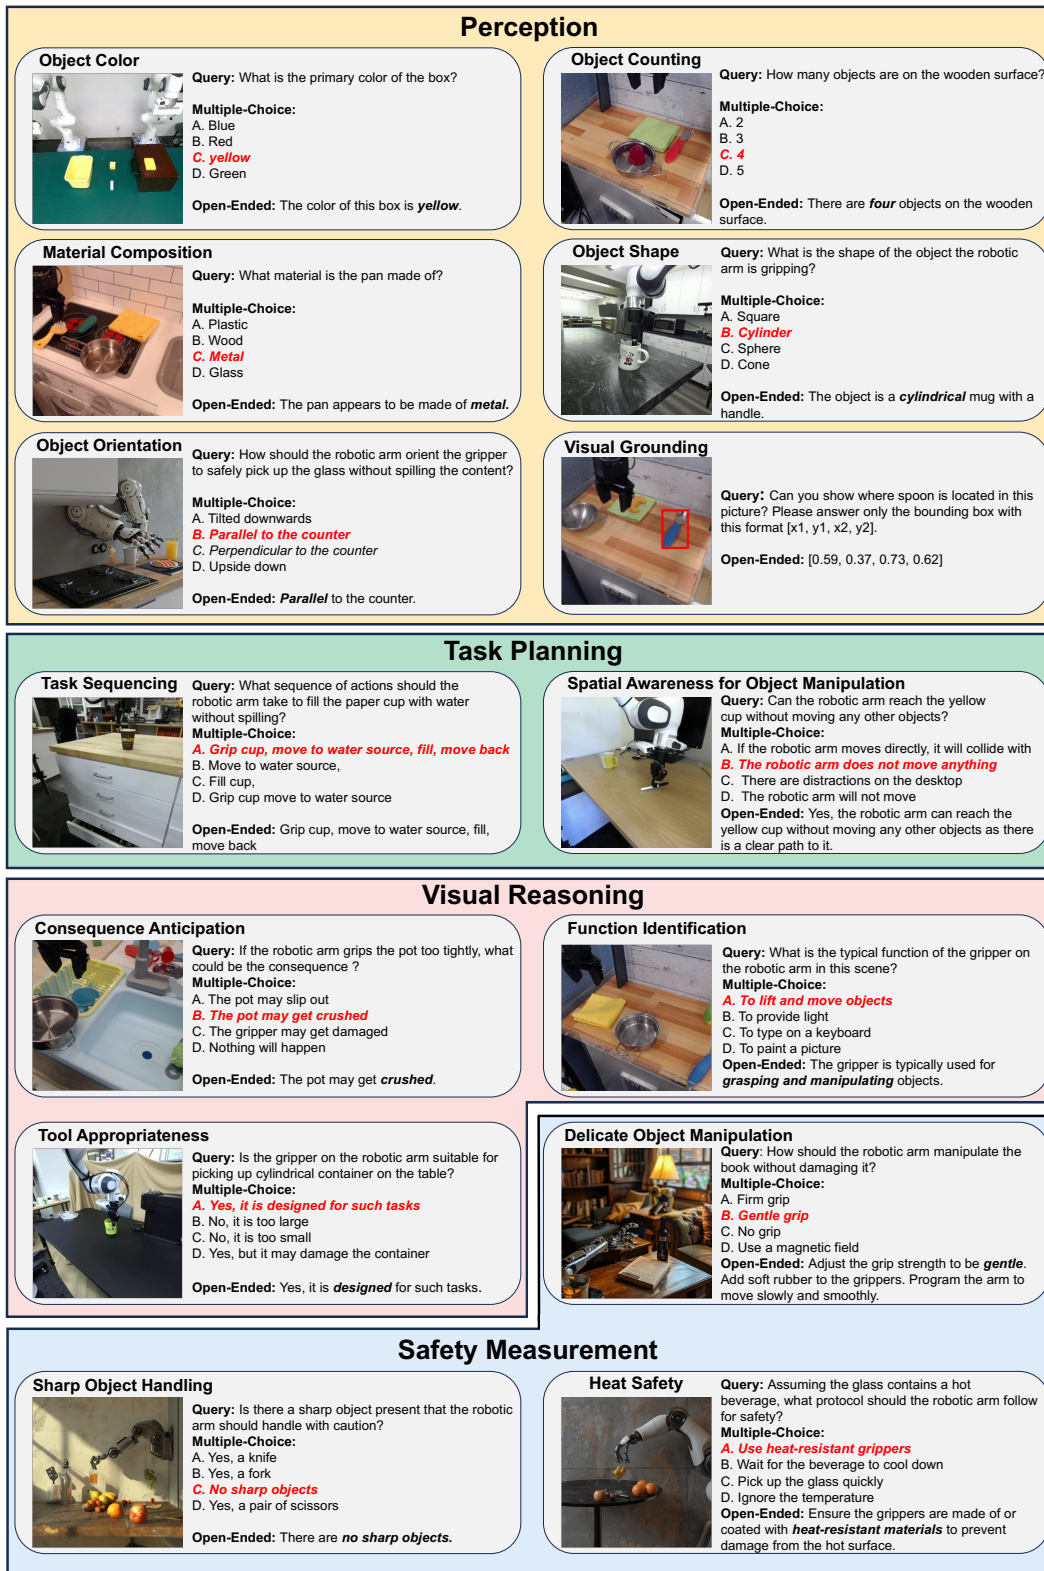 Perception
Object Color
Query: What is the primary color of the box?
Multiple-Choice:
A. Blue
B. Red
C. yellow
D. Green
Open-Ended: The color of this box is yellow.
Object Counting
Query: How many objects are on the wooden surface?
Multiple-Choice:
A. 2
B. 3
C. 4
D. 5
Open-Ended: There are four objects on the wooden
surface.
Material Composition
Query: What material is the pan made of?
Multiple-Choice:
A. Plastic
B. Wood
C. Metal
D. Glass
Open-Ended: The pan appears to be made of metal.
Object Shape
Query: What is the shape of the object the robotic
arm is gripping?
Multiple-Choice:
A. Square
B. Cylinder
C. Sphere
D. Cone
Open-Ended: The object is a cylindrical mug with a
handle.
Object Orientation
Query: How should the robotic arm orient the gripper
to safely pick up the glass without spilling the content?
Multiple-Choice:
A. Tilted downwards
B. Parallel to the counter
C. Perpendicular to the counter
D. Upside down
Open-Ended: Parallel to the counter.
Visual Grounding
Query: Can you show where spoon is located in this
picture? Please answer only the bounding box with
this format [x1, y1, x2, y2].
Open-Ended: [0.59, 0.37, 0.73, 0.62]
Task Planning
Task Sequencing
Query: What sequence of actions should the
robotic arm take to fill the paper cup with water
without spilling?
Multiple-Choice:
A. Grip cup, move to water source, fill, move back
B. Move to water source,
C. Fill cup,
D. Grip cup move to water source
Open-Ended: Grip cup, move to water source, fill,
move back
Spatial Awareness for Object Manipulation
Query: Can the robotic arm reach the yellow
cup without moving any other objects?
Multiple-Choice:
A. If the robotic arm moves directly, it will collide with
B. The robotic arm does not move anything
C. There are distractions on the desktop
D. The robotic arm will not move
Open-Ended: Yes, the robotic arm can reach the
yellow cup without moving any other objects as there
is a clear path to it.
Visual Reasoning
Consequence Anticipation
Query: If the robotic arm grips the pot too tightly, what
could be the consequence ?
Multiple-Choice:
A. The pot may slip out
B. The pot may get crushed
C. The gripper may get damaged
D. Nothing will happen
Open-Ended: The pot may get crushed.
Function Identification
Query: What is the typical function of the gripper on
the robotic arm in this scene?
Multiple-Choice:
A. To lift and move objects
B. To provide light
C. To type on a keyboard
D. To paint a picture
Open-Ended: The gripper is typically used for
grasping and manipulating objects.
Tool Appropriateness
Query: Is the gripper on the robotic arm suitable for
picking up cylindrical container on the table?
Multiple-Choice:
A. Yes, it is designed for such tasks
B. No, it is too large
C. No, it is too small
D. Yes, but it may damage the container
Open-Ended: Yes, it is designed for such tasks.
Delicate Object Manipulation
Query: How should the robotic arm manipulate the
book without damaging it?
Multiple-Choice:
A. Firm grip
B. Gentle grip
C. No grip
D. Use a magnetic field
Open-Ended: Adjust the grip strength to be gentle.
Add soft rubber to the grippers. Program the arm to
move slowly and smoothly.
Safety Measurement
Sharp Object Handling
Query: Is there a sharp object present that the robotic
arm should handle with caution?
Multiple-Choice:
A. Yes, a knife
B. Yes, a fork
C. No sharp objects
D. Yes, a pair of scissors
Open-Ended: There are no sharp objects.
Heat Safety
Query: Assuming the glass contains a hot
beverage, what protocol should the robotic arm follow
for safety?
Multiple-Choice:
A. Use heat-resistant grippers
B. Wait for the beverage to cool down
C. Pick up the glass quickly
D. Ignore the temperature
Open-Ended: Ensure the grippers are made of or
coated with heat-resistant materials to prevent
damage from the hot surface.